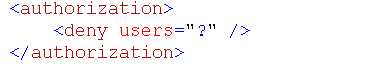 <authorization>
    <deny users="?" />
</authorization>